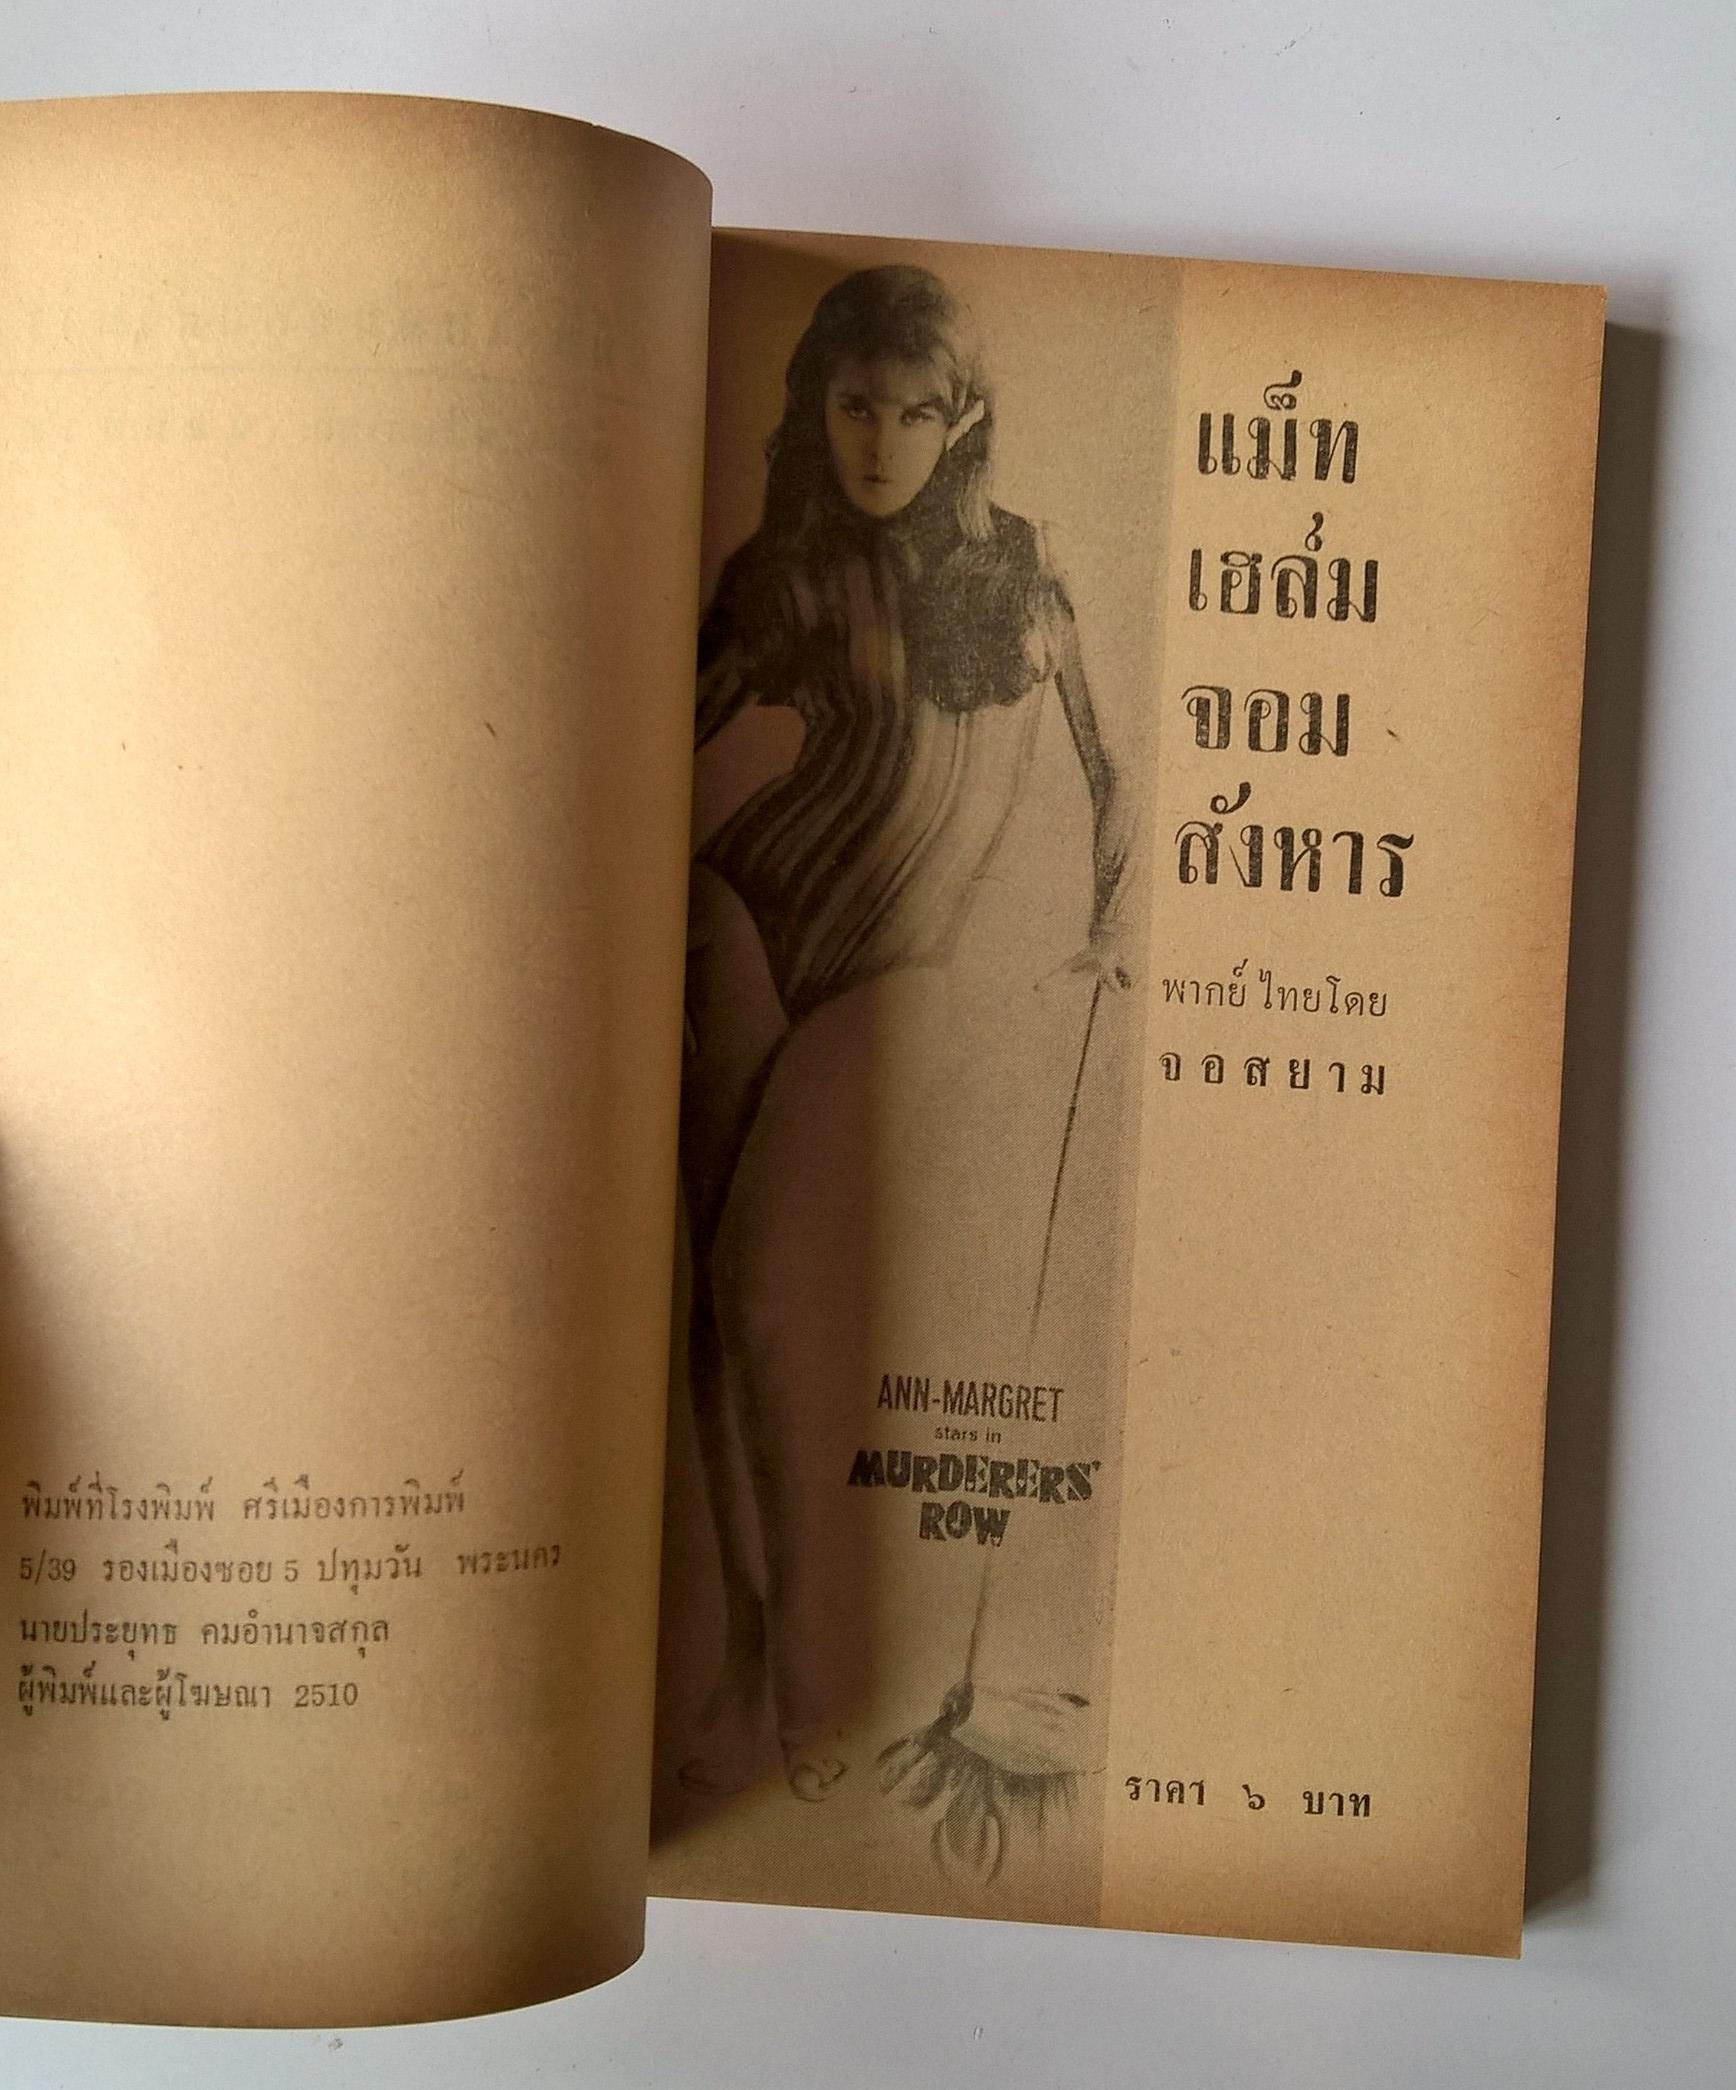 พิมพ์ที่โรงพิมพ์ ศรีเมืองการพิมพ์
5/39 รองเมืองซอย 5 ปทุมวัน พระนคร
นายประยุทธ คมอำนาจสกุล
ผู้พิมพ์และผู้โฆษณา 2510
แม็ท
เฮล์ม
จอม
สังหาร
พากย์ไทยโดย
จอสยาม
ANN-MARGRET
stars in
MURDERERS'
ROW
ราคา ๖ บาท